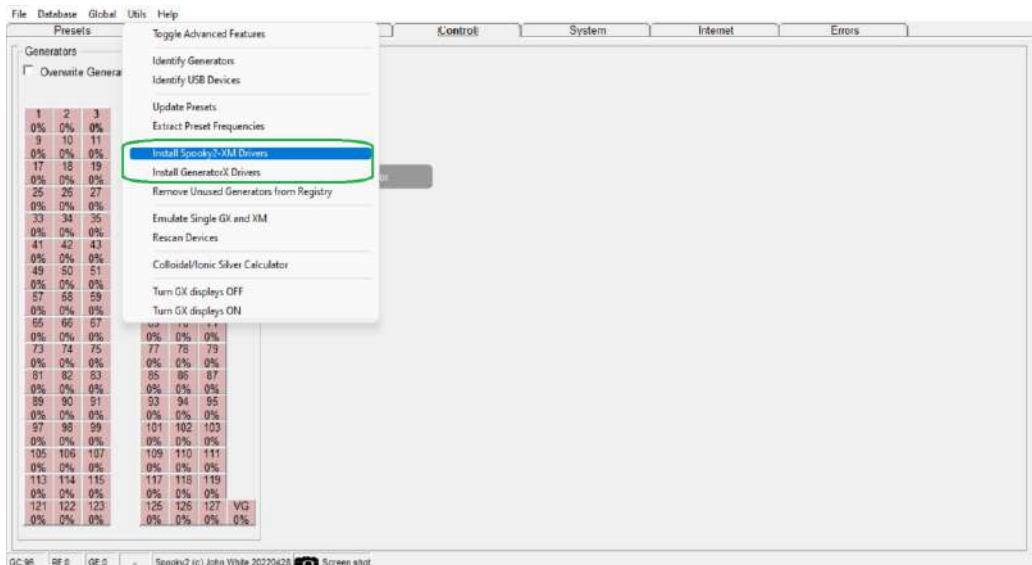 File Database Global Utils Help
Presets Control System Internet Errors
Generators
Overwrite Genera
Toggle Advanced Features
Identify Generators
Identify USB Devices
Update Presets
Extract Preset Frequencies
Install Spooky2-XM Drivers
Install GeneratorX Drivers
Remove Unused Generators from Registry
Emulate Single GX and XM
Rescan Devices
Colloidal/Ionic Silver Calculator
Turn GX displays OFF
Turn GX displays ON
1 2 3
0% 0% 0%
9 10 11
0% 0% 0%
17 18 19
0% 0% 0%
25 26 27
0% 0% 0%
33 34 35
0% 0% 0%
41 42 43
0% 0% 0%
49 50 51
0% 0% 0%
57 58 59
0% 0% 0%
65 66 67
0% 0% 0% 0% 0% 0%
73 74 75 77 78 79
0% 0% 0% 0% 0% 0%
81 82 83 85 86 87
0% 0% 0% 0% 0% 0%
89 90 91 93 94 95
0% 0% 0% 0% 0% 0%
97 98 99 101 102 103
0% 0% 0% 0% 0% 0%
105 106 107 109 110 111
0% 0% 0% 0% 0% 0%
113 114 115 117 118 119
0% 0% 0% 0% 0% 0%
121 122 123 125 126 127 VG
0% 0% 0% 0% 0% 0% 0%
GC:96 RE:0 GE:0 - Spooky2 (c) John White 20220428 Screen shot